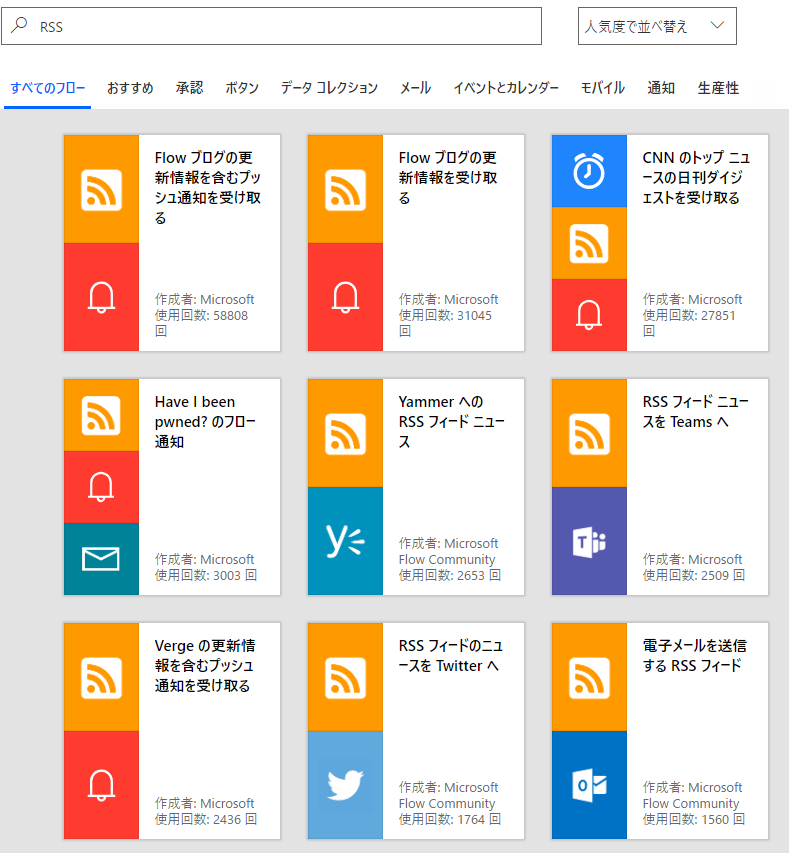 RSS
人気度で並べ替え
すべてのフロー おすすめ 承認 ボタン データ コレクション メール イベントとカレンダー モバイル 通知 生産性
Flow ブログの更
新情報を含むプッ
シュ通知を受け取
る
作成者: Microsoft
使用回数: 58808
回
Flow ブログの更
新情報を受け取
る
作成者: Microsoft
使用回数: 31045
回
CNN のトップ ニュ
ースの日刊ダイジ
ェストを受け取る
作成者: Microsoft
使用回数: 27851
回
Have I been
pwned? のフロー
通知
作成者: Microsoft
使用回数: 3003 回
Yammer への
RSS フィード ニュー
ス
作成者: Microsoft
Flow Community
使用回数: 2653 回
RSS フィード ニュー
スを Teams へ
作成者: Microsoft
使用回数: 2509 回
Verge の更新情
報を含むプッシュ
通知を受け取る
作成者: Microsoft
使用回数: 2436 回
RSS フィードのニュ
ースを Twitter へ
作成者: Microsoft
Flow Community
使用回数: 1764 回
電子メールを送信
する RSS フィード
作成者: Microsoft
Flow Community
使用回数: 1560 回